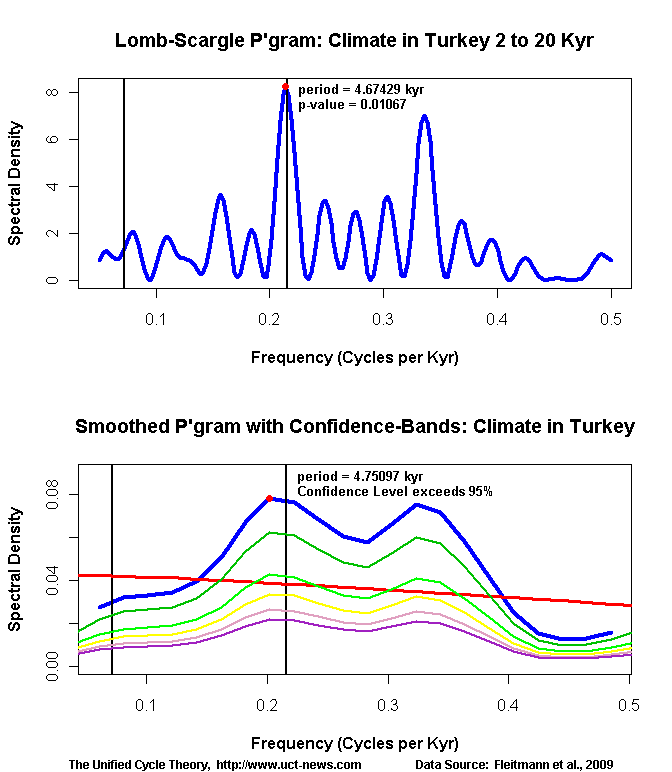 Lomb-Scargle P'gram: Climate in Turkey 2 to 20 Kyr
period = 4.67429 kyr
p-value = 0.01067
Spectral Density
8
6
4
2
0
0.1 0.2 0.3 0.4 0.5
Frequency (Cycles per Kyr)
Smoothed P'gram with Confidence-Bands: Climate in Turkey
period = 4.75097 kyr
Confidence Level exceeds 95%
Spectral Density
0.08
0.04
0.00
0.1 0.2 0.3 0.4 0.5
Frequency (Cycles per Kyr)
The Unified Cycle Theory, http://www.uct-news.com Data Source: Fleitmann et al., 2009